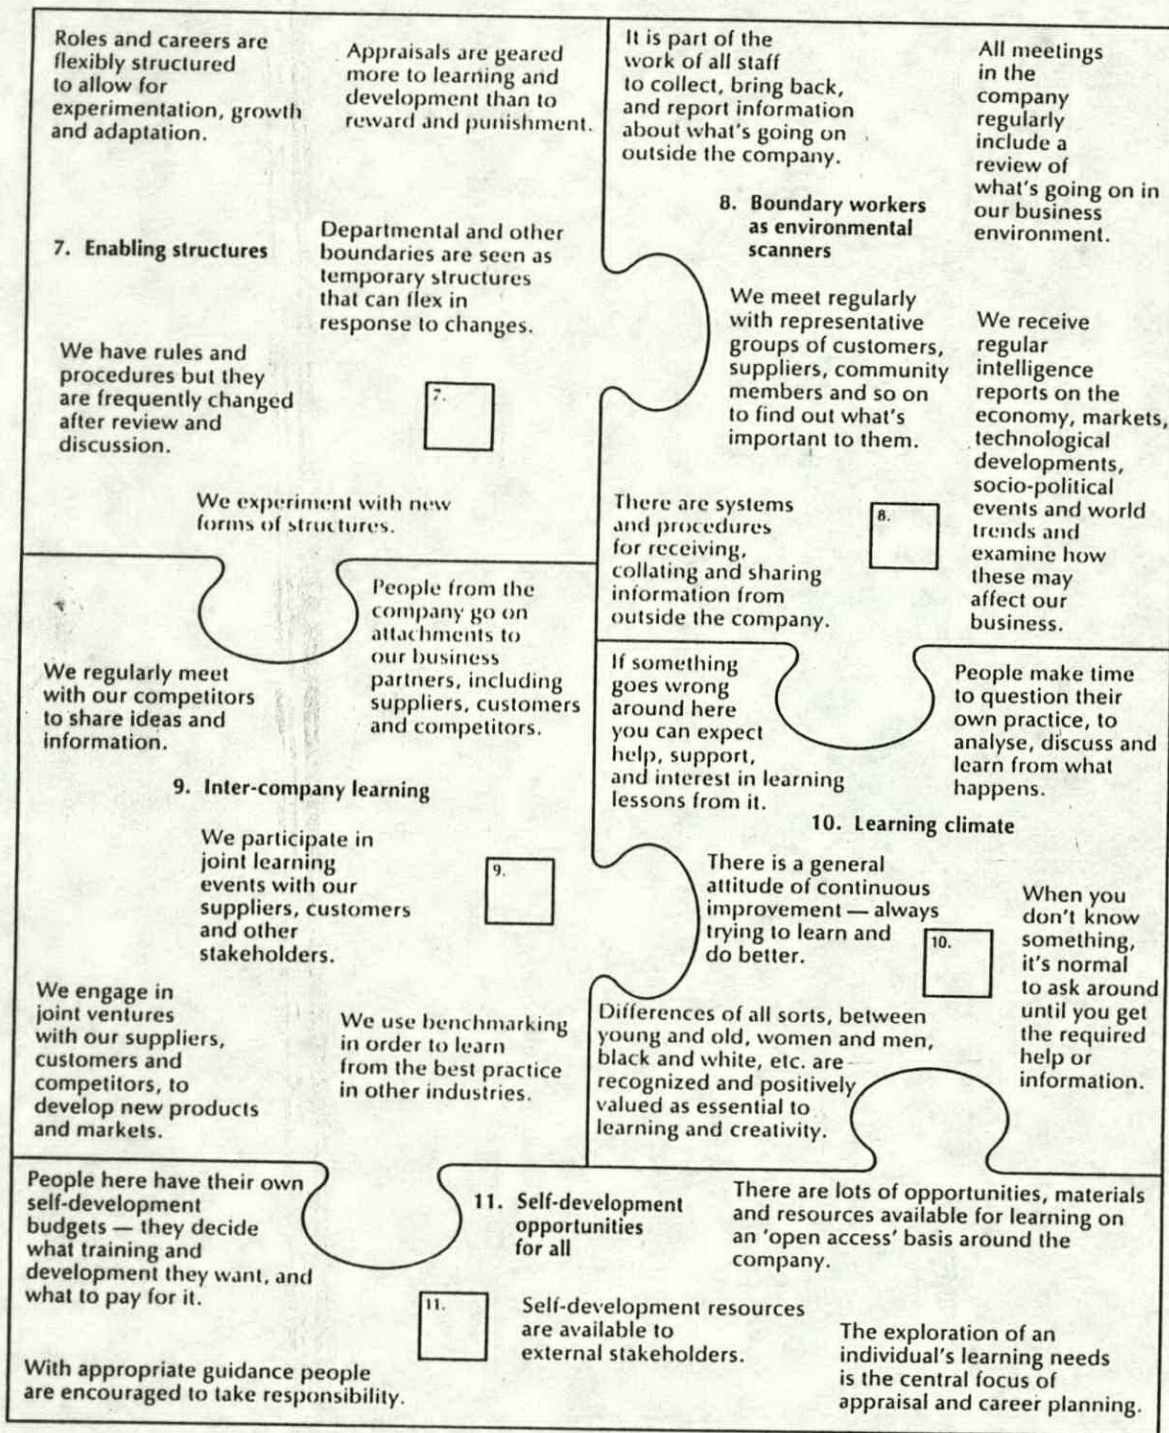 Roles and careers are
flexibly structured
to allow for
experimentation, growth
and adaptation.
Appraisals are geared
more to learning and
development than to
reward and punishment.
7. Enabling structures
Departmental and other
boundaries are seen as
temporary structures
that can flex in
response to changes.
We have rules and
procedures but they
are frequently changed
after review and
discussion.
7.
We experiment with new
forms of structures.
It is part of the
work of all staff
to collect, bring back,
and report information
about what's going on
outside the company.
All meetings
in the
company
regularly
include a
review of
what's going on in
our business
environment.
8. Boundary workers
as environmental
scanners
We meet regularly
with representative
groups of customers,
suppliers, community
members and so on
to find out what's
important to them.
We receive
regular
intelligence
reports on the
economy, markets,
technological
developments,
socio-political
events and world
trends and
examine how
these may
affect our
business.
There are systems
and procedures
for receiving,
collating and sharing
information from
outside the company.
8.
People from the
company go on
attachments to
our business
partners, including
suppliers, customers
and competitors.
We regularly meet
with our competitors
to share ideas and
information.
9. Inter-company learning
We participate in
joint learning
events with our
suppliers, customers
and other
stakeholders.
9.
We engage in
joint ventures
with our suppliers,
customers and
competitors, to
develop new products
and markets.
We use benchmarking
in order to learn
from the best practice
in other industries.
If something
goes wrong
around here
you can expect
help, support,
and interest in learning
lessons from it.
People make time
to question their
own practice, to
analyse, discuss and
learn from what
happens.
10. Learning climate
There is a general
attitude of continuous
improvement — always
trying to learn and
do better.
10.
When you
don't know
something,
it's normal
to ask around
until you get
the required
help or
information.
Differences of all sorts, between
young and old, women and men,
black and white, etc. are
recognized and positively
valued as essential to
learning and creativity.
People here have their own
self-development
budgets — they decide
what training and
development they want, and
what to pay for it.
11. Self-development
opportunities
for all
There are lots of opportunities, materials
and resources available for learning on
an 'open access' basis around the
company.
11.
Self-development resources
are available to
external stakeholders.
With appropriate guidance people
are encouraged to take responsibility.
The exploration of an
individual's learning needs
is the central focus of
appraisal and career planning.